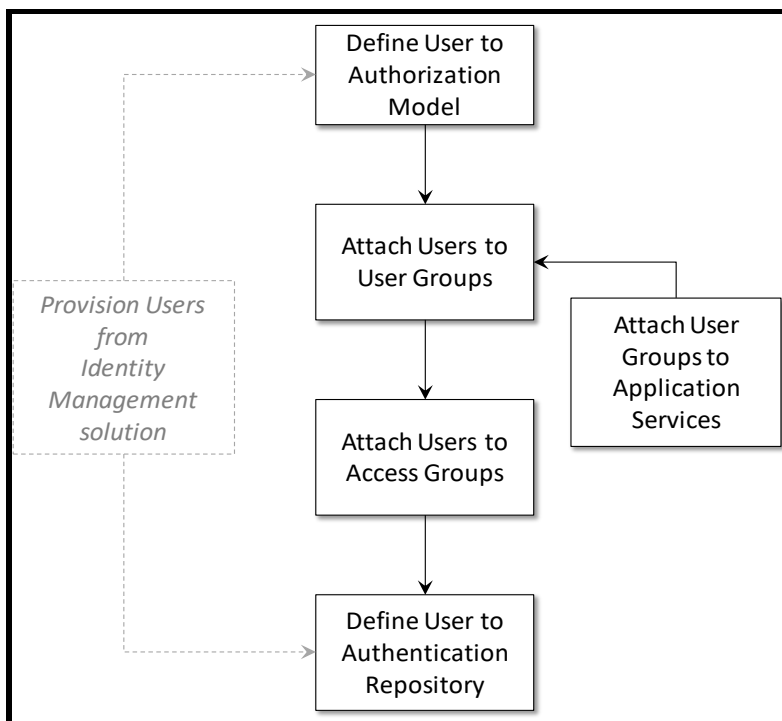 Define User to
Authorization
Model
Attach Users to
User Groups
Provision Users
from
Identity
Management
solution
Attach User
Groups to
Application
Services
Attach Users to
Access Groups
Define User to
Authentication
Repository